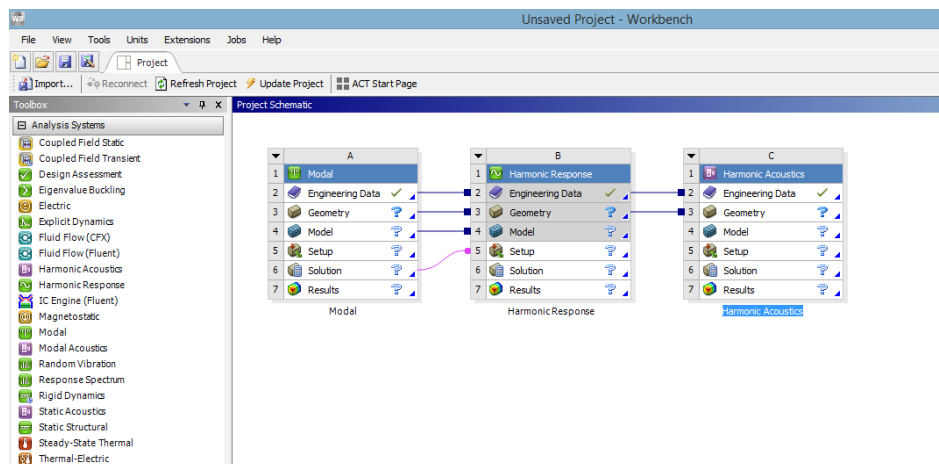 Unsaved Project - Workbench
File View Tools Units Extensions Jobs Help
Project
Import... Reconnect Refresh Project Update Project ACT Start Page
Toolbox
Project Schematic
Analysis Systems
Coupled Field Static
Coupled Field Transient
Design Assessment
Eigenvalue Buckling
Electric
Explicit Dynamics
Fluid Flow (CFX)
Fluid Flow (Fluent)
Harmonic Acoustics
Harmonic Response
IC Engine (Fluent)
Magnetostatic
Modal
Modal Acoustics
Random Vibration
Response Spectrum
Rigid Dynamics
Static Acoustics
Static Structural
Steady-State Thermal
Thermal-Electric
A
1 Modal
2 Engineering Data
3 Geometry
4 Model
5 Setup
6 Solution
7 Results
Modal
B
1 Harmonic Response
2 Engineering Data
3 Geometry
4 Model
5 Setup
6 Solution
7 Results
Harmonic Response
C
1 Harmonic Acoustics
2 Engineering Data
3 Geometry
4 Model
5 Setup
6 Solution
7 Results
Harmonic Acoustics